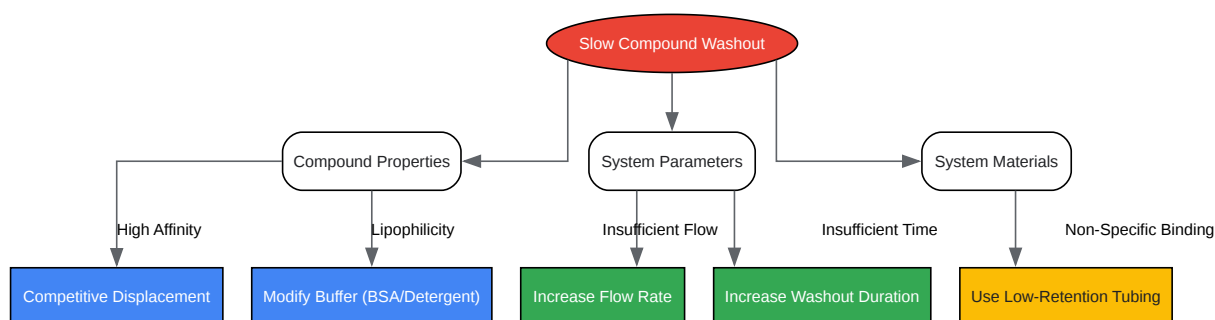 Slow Compound Washout
Compound Properties
System Parameters
System Materials
High Affinity
Lipophilicity
Insufficient Flow
Insufficient Time
Non-Specific Binding
Competitive Displacement
Modify Buffer (BSA/Detergent)
Increase Flow Rate
Increase Washout Duration
Use Low-Retention Tubing